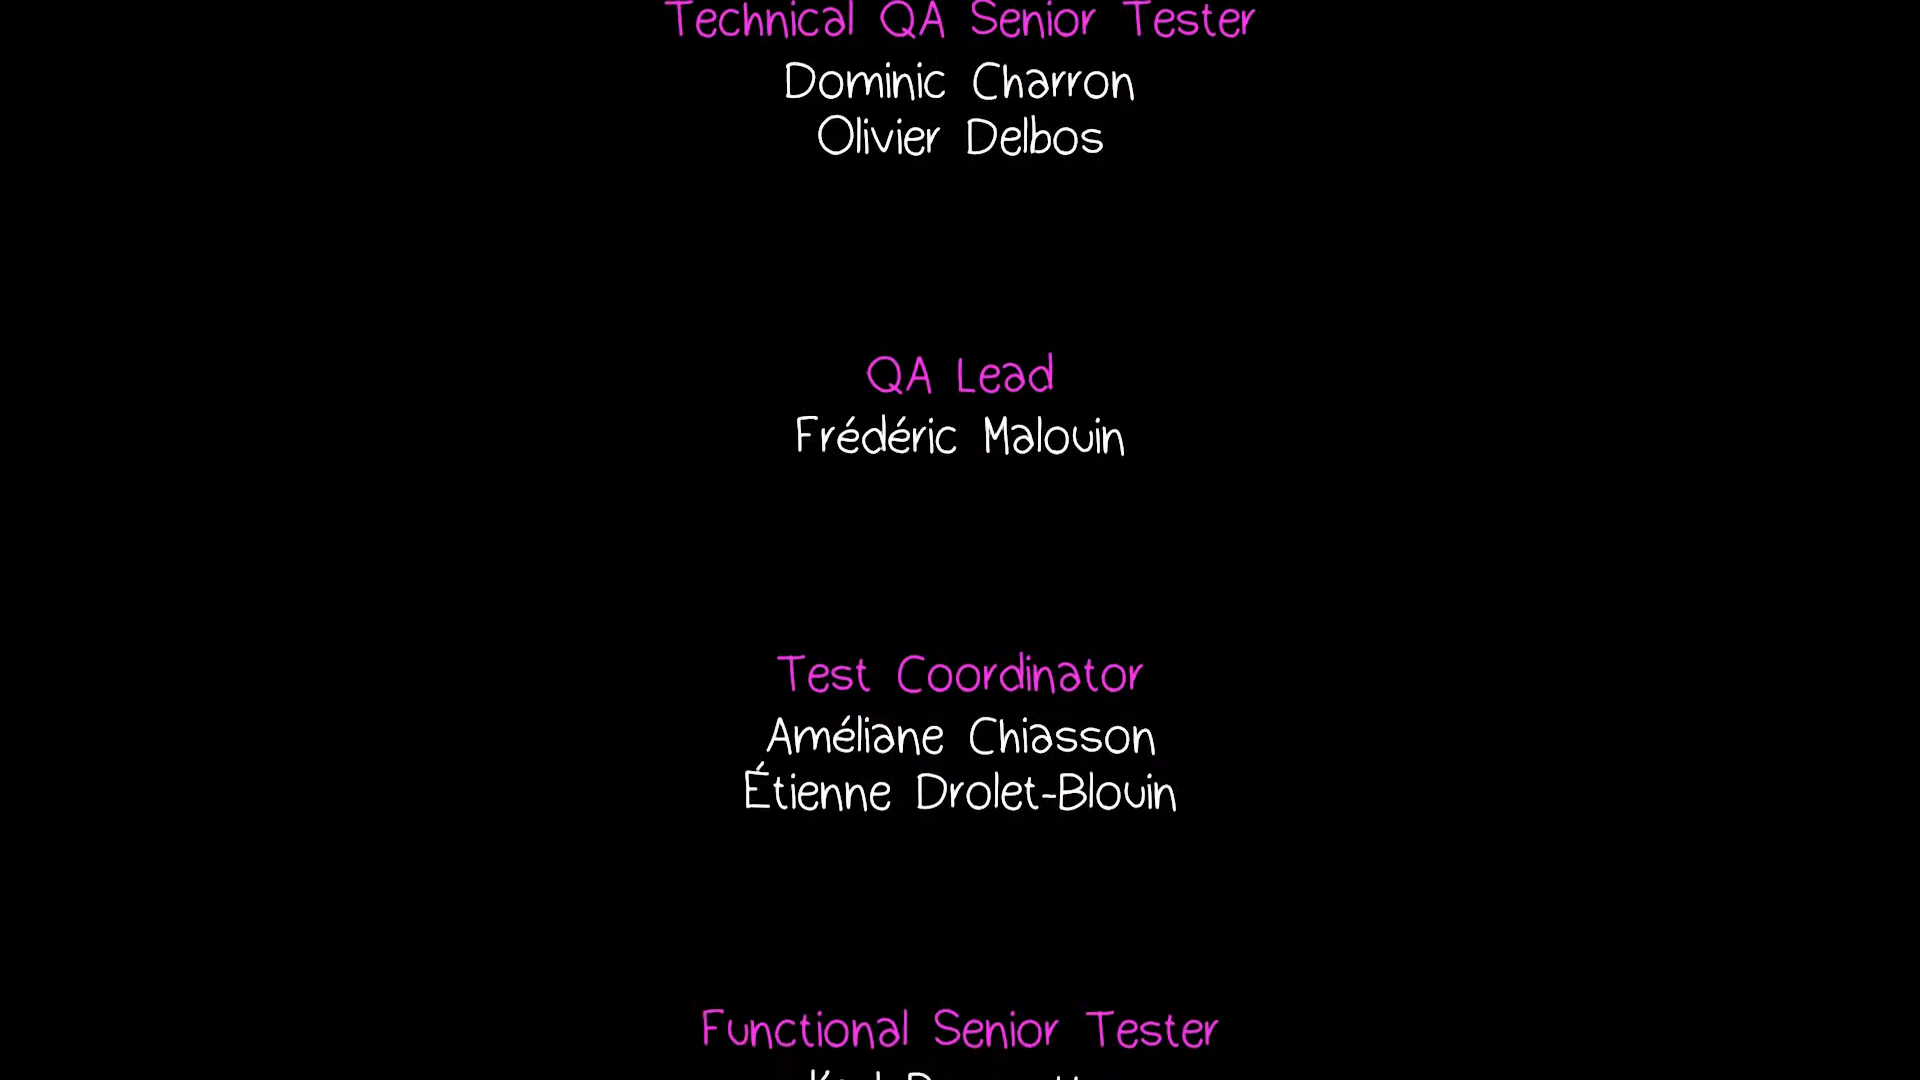 Technical QA Senior Tester
Dominic Charron
Olivier Delbos
QA Lead
Frédéric Malouin
Test Coordinator
Améliane Chiasson
Étienne Drolet-Blouin
Functional Senior Tester